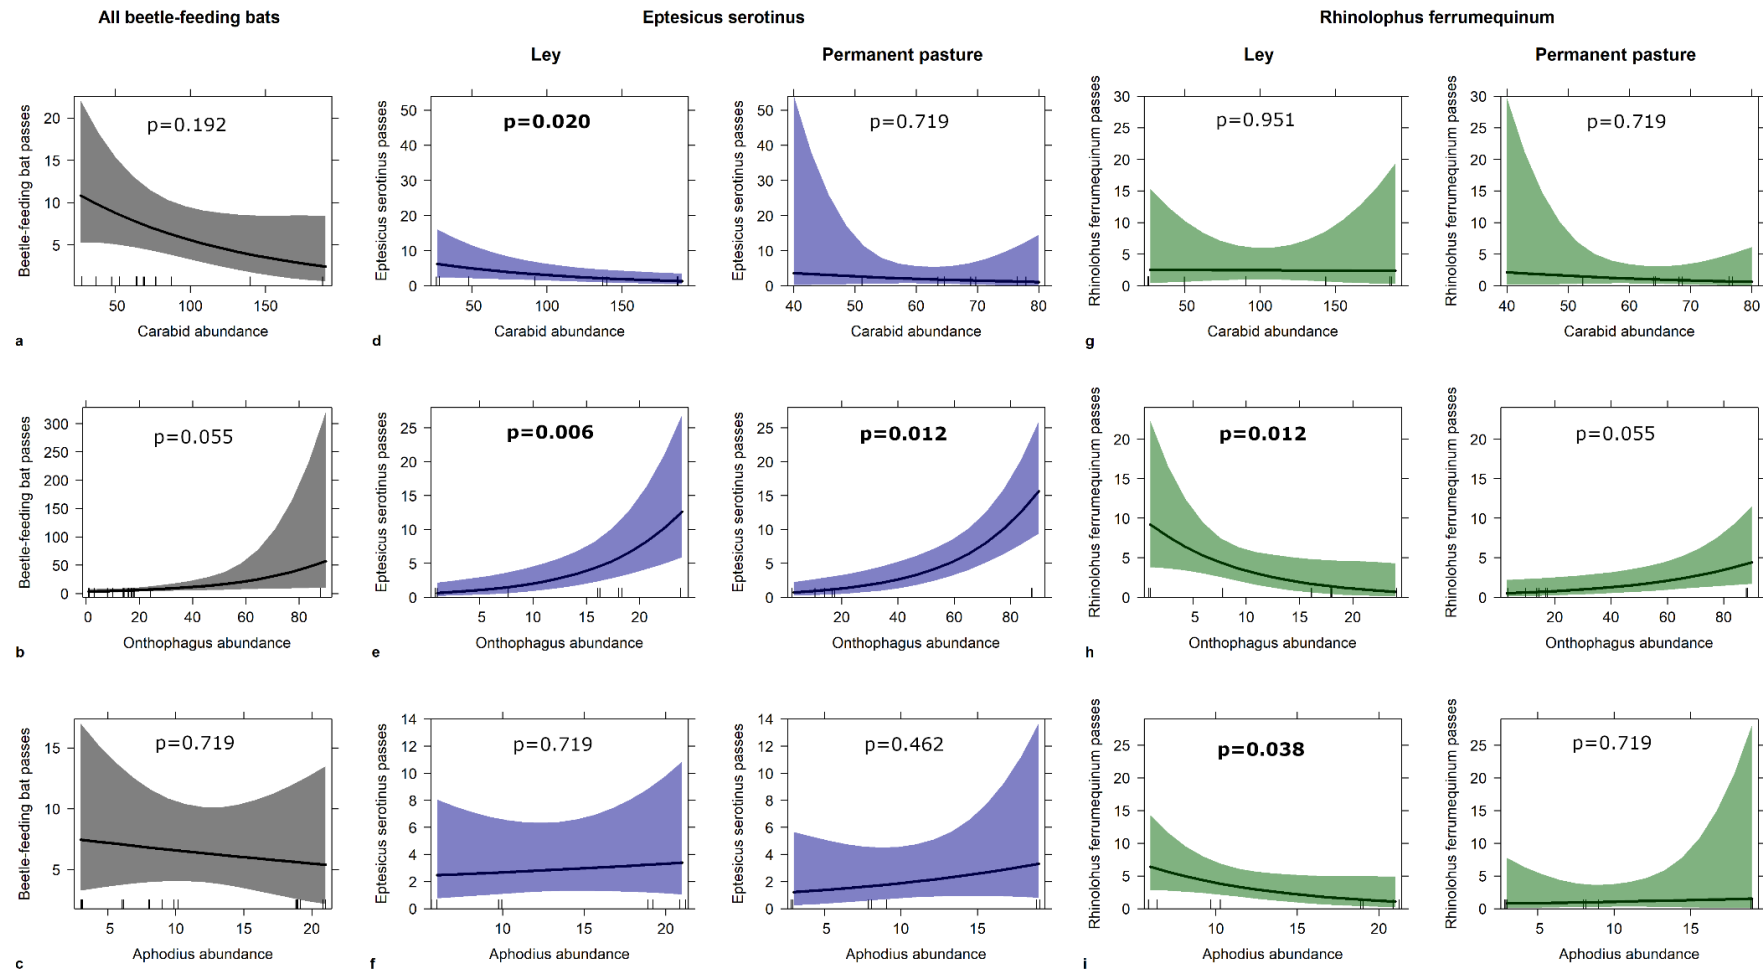 All beetle-feeding bats
Eptesicus serotinus
Rhinolophus ferrumequinum
Ley
Permanent pasture
Ley
Permanent pasture
Beetle-feeding bat passes
20
15
10
5
p=0.192
50 100 150
Carabid abundance
a
Eptesicus serotinus passes
50
40
30
20
10
0
p=0.020
50 100 150
Carabid abundance
d
Eptesicus serotinus passes
50
40
30
20
10
0
p=0.719
40 50 60 70 80
Carabid abundance
Rhinolohus ferrumequinum passes
30
25
20
15
10
5
0
p=0.951
50 100 150
Carabid abundance
g
Rhinolohus ferrumequinum passes
30
25
20
15
10
5
0
p=0.719
40 50 60 70 80
Carabid abundance
Beetle-feeding bat passes
300
250
200
150
100
50
0
p=0.055
0 20 40 60 80
Onthophagus abundance
b
Eptesicus serotinus passes
25
20
15
10
5
0
p=0.006
5 10 15 20
Onthophagus abundance
e
Eptesicus serotinus passes
25
20
15
10
5
0
p=0.012
20 40 60 80
Onthophagus abundance
Rhinolohus ferrumequinum passes
20
15
10
5
0
p=0.012
5 10 15 20
Onthophagus abundance
h
Rhinolohus ferrumequinum passes
20
15
10
5
0
p=0.055
20 40 60 80
Onthophagus abundance
Beetle-feeding bat passes
15
10
5
p=0.719
5 10 15 20
Aphodius abundance
c
Eptesicus serotinus passes
14
12
10
8
6
4
2
0
p=0.719
10 15 20
Aphodius abundance
f
Eptesicus serotinus passes
14
12
10
8
6
4
2
0
p=0.462
5 10 15
Aphodius abundance
Rhinolohus ferrumequinum passes
25
20
15
10
5
0
p=0.038
10 15 20
Aphodius abundance
i
Rhinolohus ferrumequinum passes
25
20
15
10
5
0
p=0.719
5 10 15
Aphodius abundance